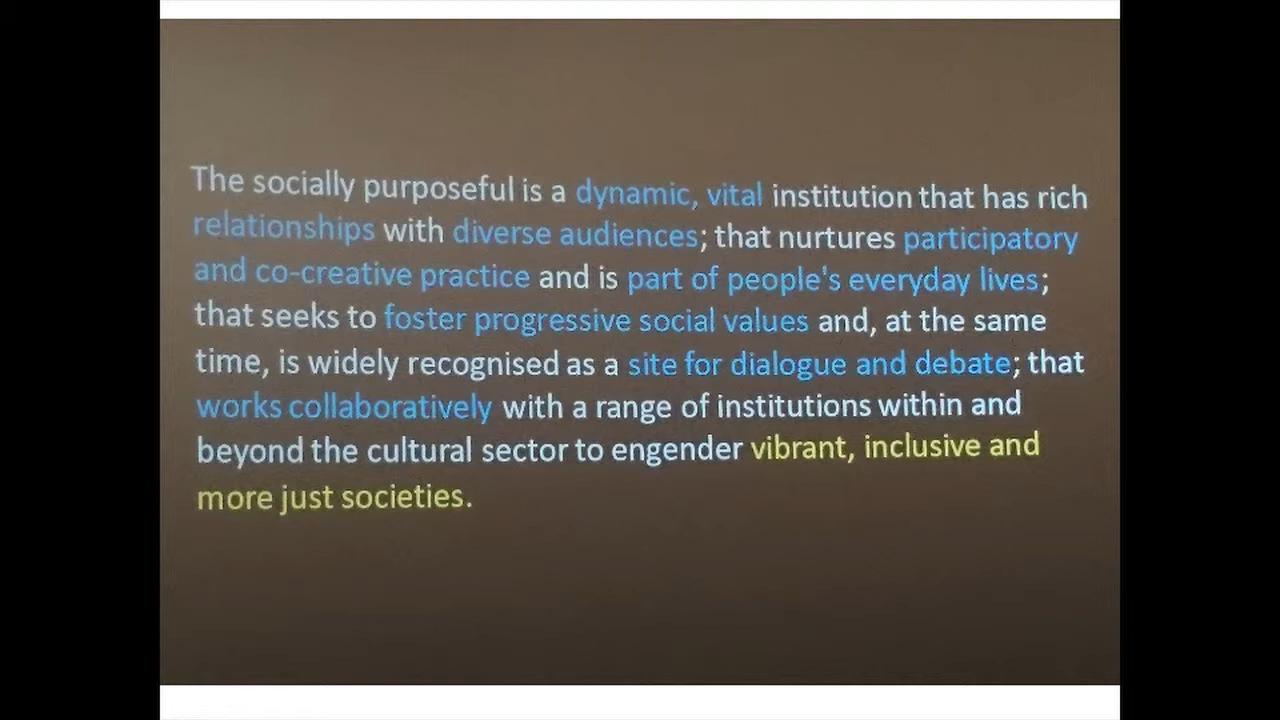 The socially purposeful is a dynamic, vital institution that has rich
relationships with diverse audiences; that nurtures participatory
and co-creative practice and is part of people's everyday lives;
that seeks to foster progressive social values and, at the same
time, is widely recognised as a site for dialogue and debate; that
works collaboratively with a range of institutions within and
beyond the cultural sector to engender vibrant, inclusive and
more just societies.